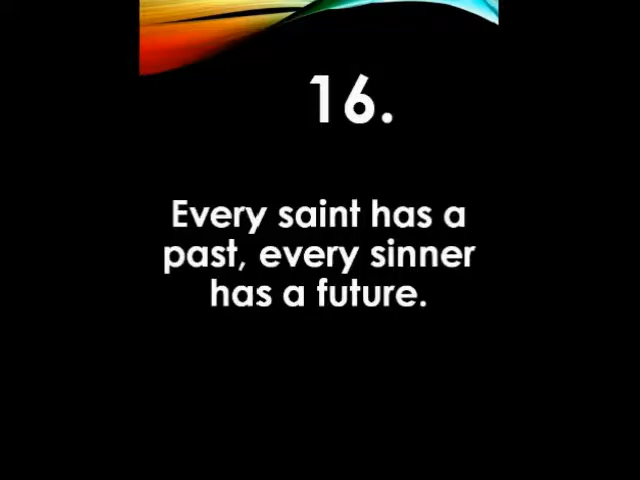 16.
Every saint has a
past, every sinner
has a future.